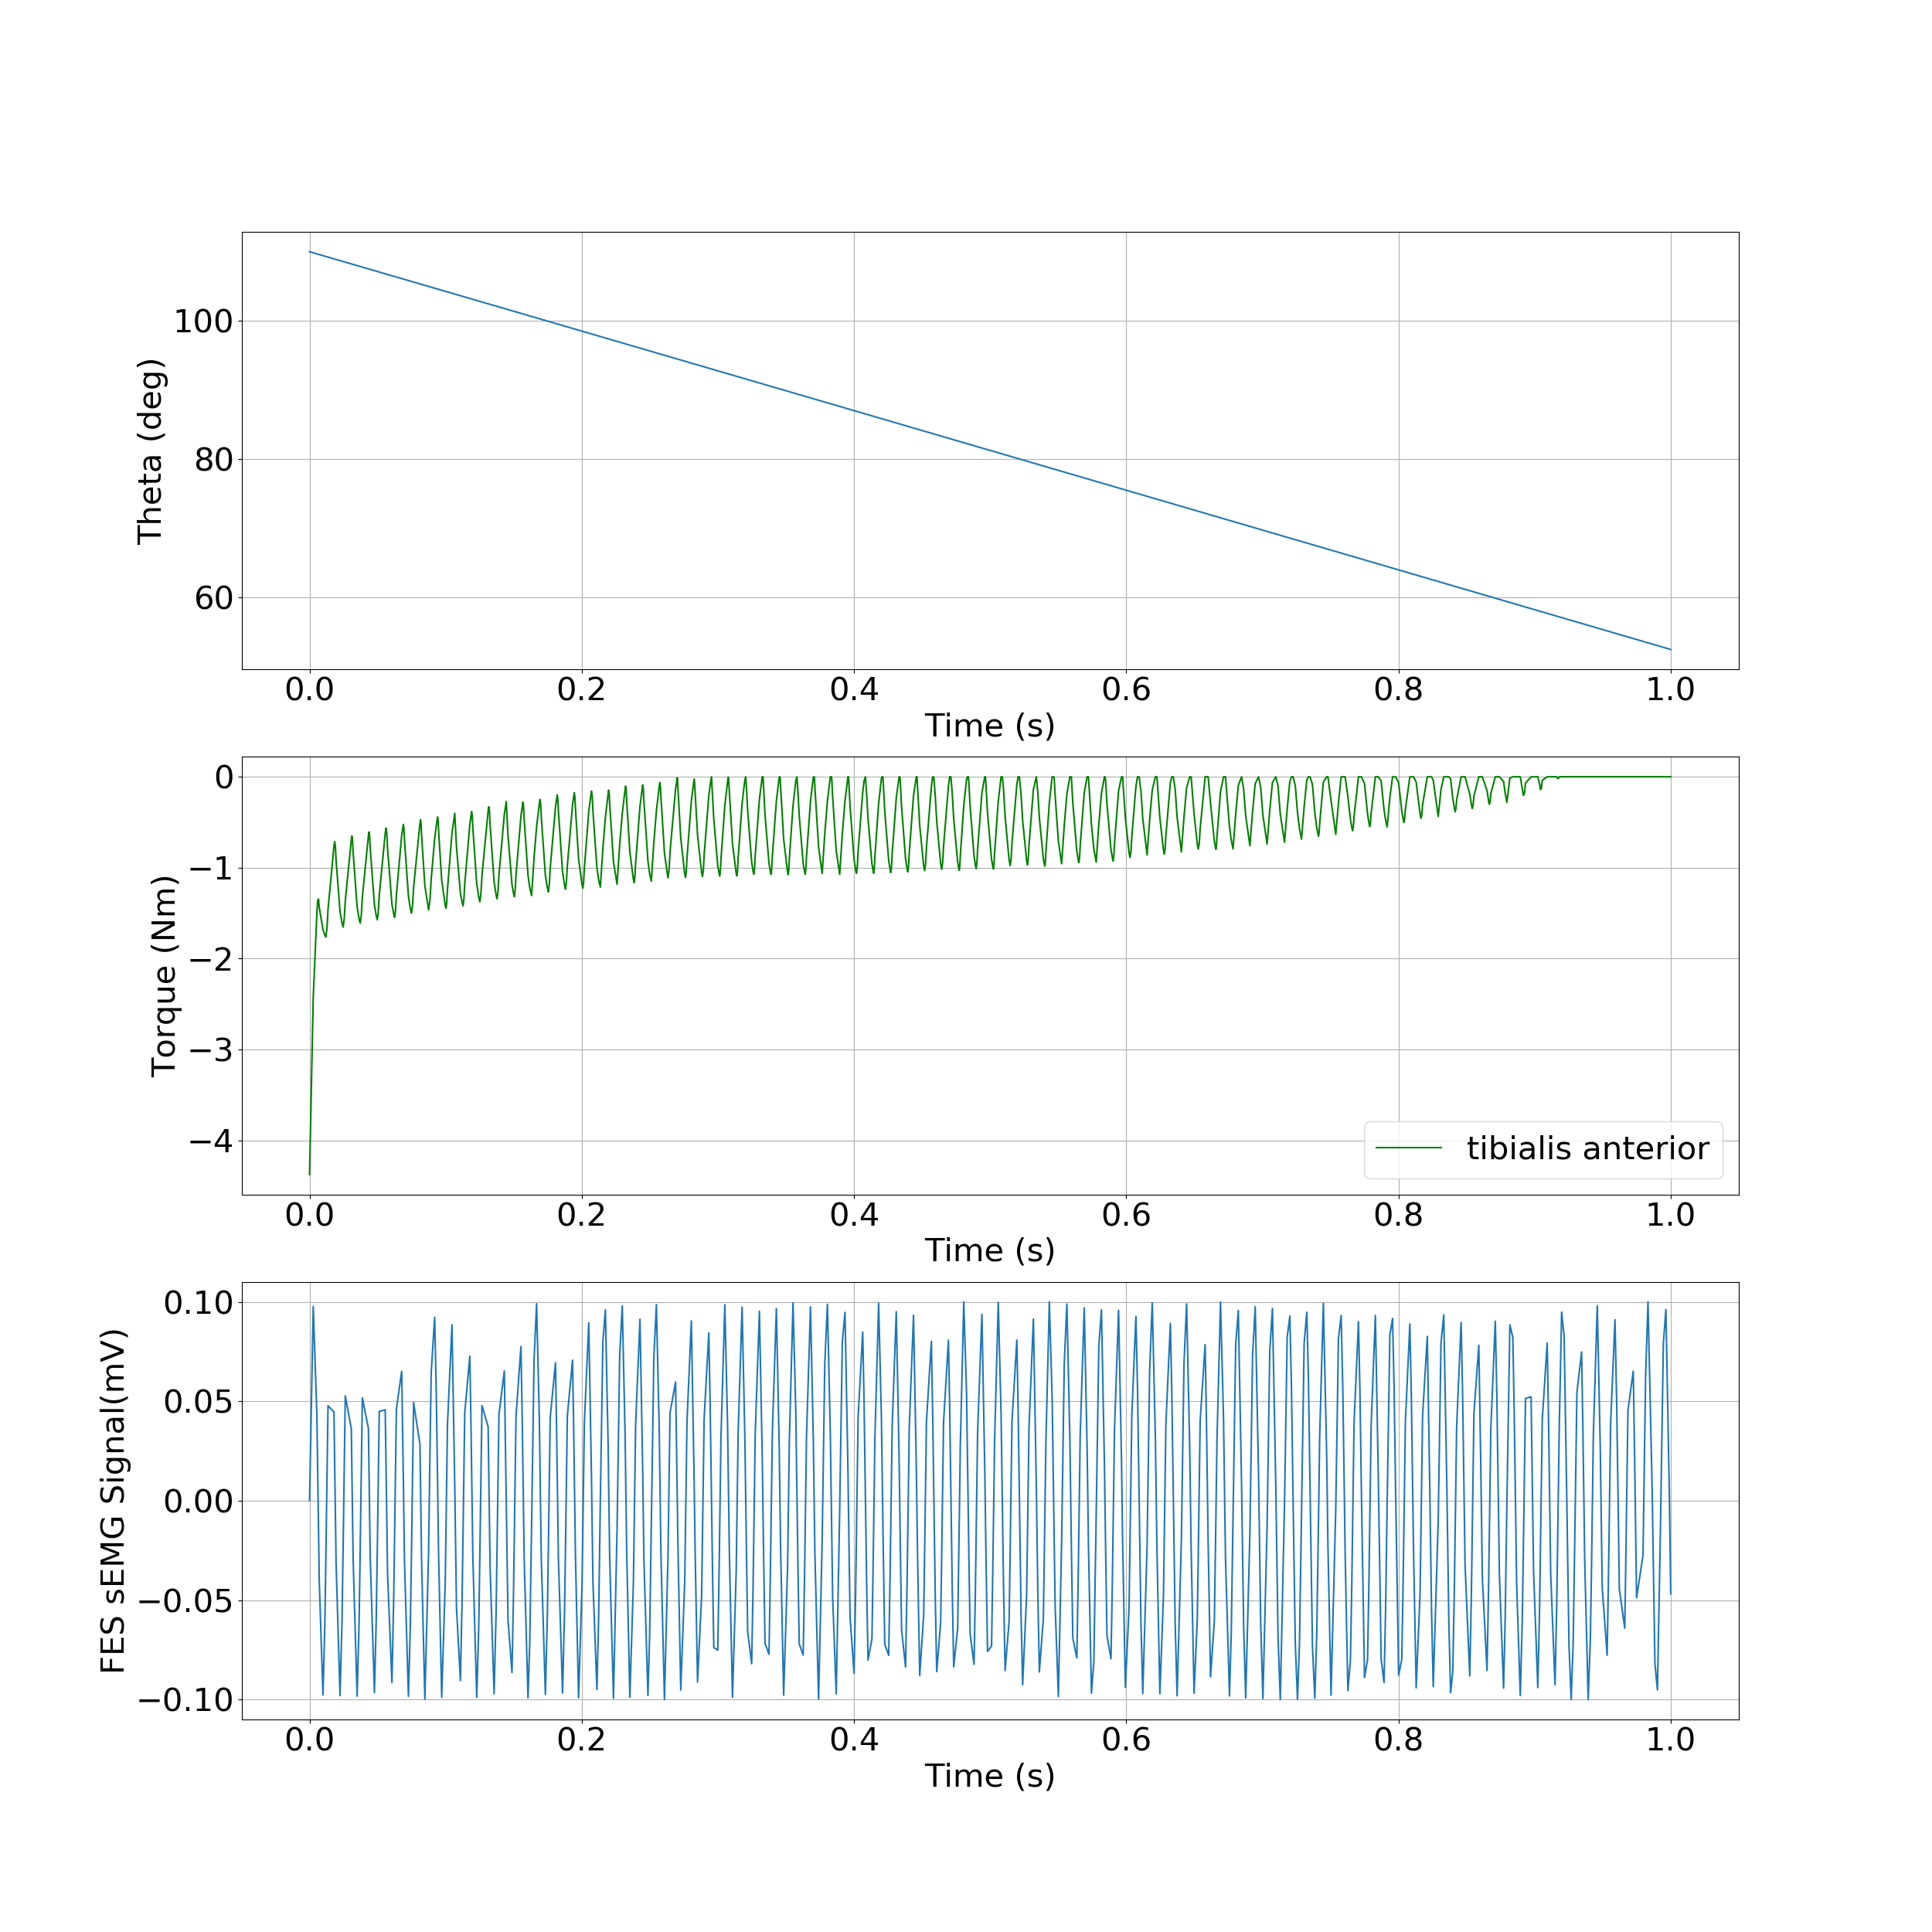 100
80
60
Theta (deg)
0.0 0.2 0.4 0.6 0.8 1.0
Time (s)
0
−1
−2
−3
−4
Torque (Nm)
tibialis anterior
0.0 0.2 0.4 0.6 0.8 1.0
Time (s)
0.10
0.05
0.00
−0.05
−0.10
FES sEMG Signal(mV)
0.0 0.2 0.4 0.6 0.8 1.0
Time (s)